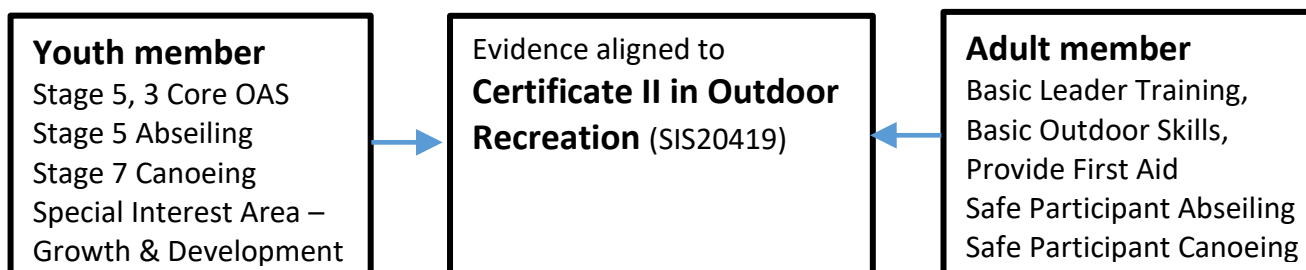 Youth member
Stage 5, 3 Core OAS
Stage 5 Abseiling
Stage 7 Canoeing
Special Interest Area –
Growth & Development
Evidence aligned to
Certificate II in Outdoor
Recreation (SIS20419)
Adult member
Basic Leader Training,
Basic Outdoor Skills,
Provide First Aid
Safe Participant Abseiling
Safe Participant Canoeing